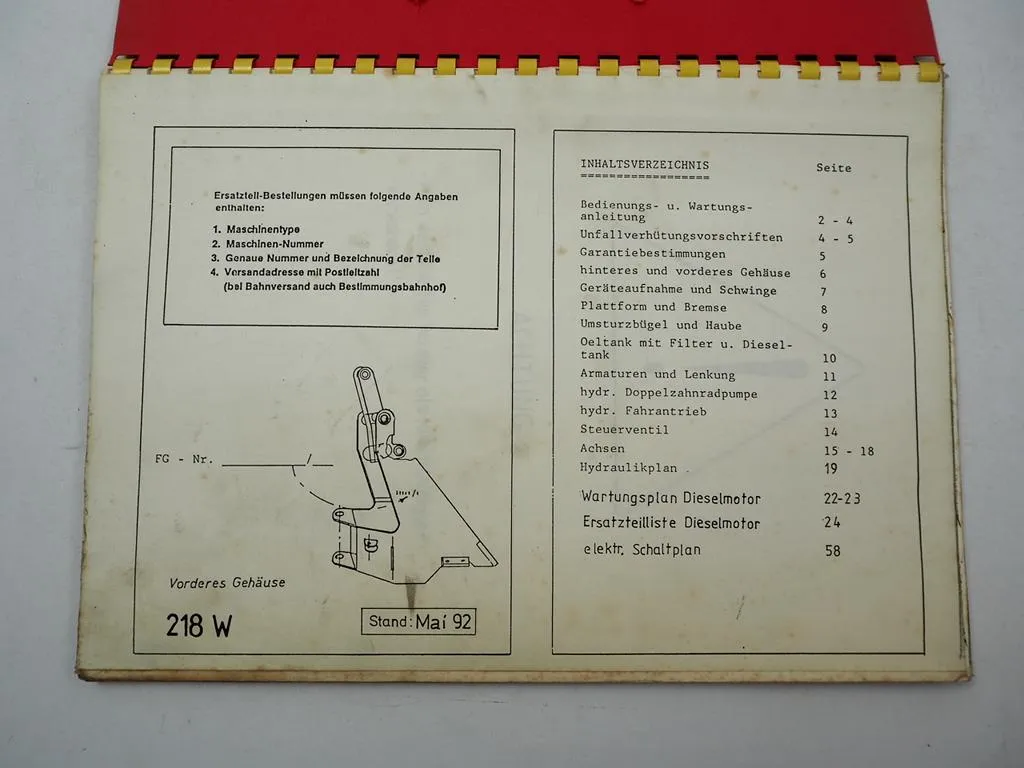 Ersatzteil-Bestellungen müssen folgende Angaben
enthalten:
1. Maschinentype
2. Maschinen-Nummer
3. Genaue Nummer und Bezeichnung der Teile
4. Versandadresse mit Postleitzahl
(bei Bahnversand auch Bestimmungsbahnhof)
FG - Nr. /
Vorderes Gehäuse
218 W
Stand: Mai 92
INHALTSVERZEICHNIS
==================
Seite
Bedienungs- u. Wartungs-
anleitung 2 - 4
Unfallverhütungsvorschriften 4 - 5
Garantiebestimmungen 5
hinteres und vorderes Gehäuse 6
Geräteaufnahme und Schwinge 7
Plattform und Bremse 8
Umsturzbügel und Haube 9
Oeltank mit Filter u. Diesel-
tank 10
Armaturen und Lenkung 11
hydr. Doppelzahnradpumpe 12
hydr. Fahrantrieb 13
Steuerventil 14
Achsen 15 - 18
Hydraulikplan 19
Wartungsplan Dieselmotor 22-23
Ersatzteilliste Dieselmotor 24
elektr. Schaltplan 58